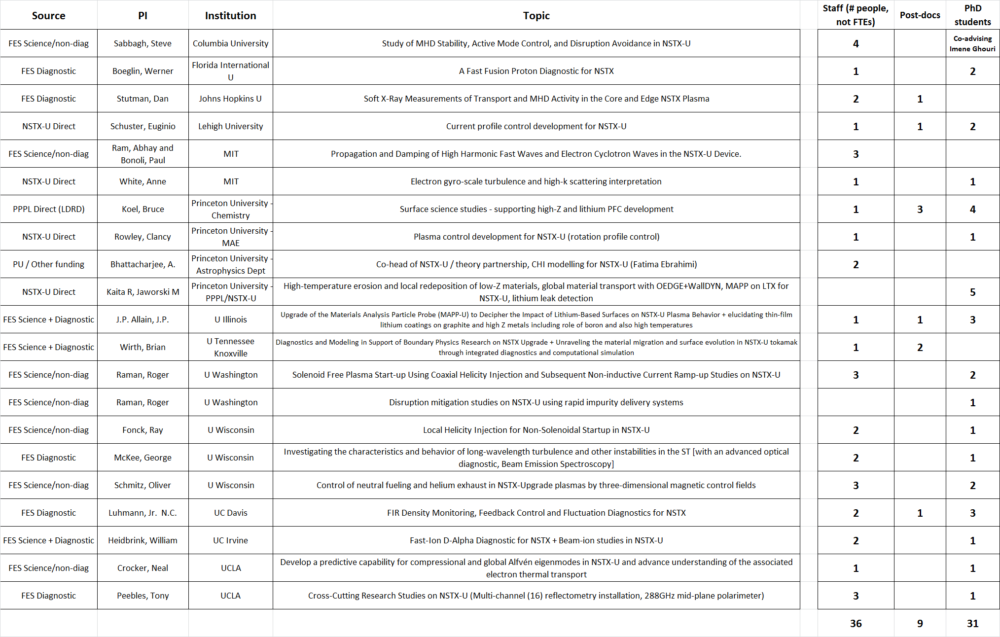 Source PI Institution Topic Staff (# people, not FTEs) Post-docs PhD students
FES Science/non-diag Sabbagh, Steve Columbia University Study of MHD Stability, Active Mode Control, and Disruption Avoidance in NSTX-U 4 Co-advising Imene Ghouri
FES Diagnostic Boeglin, Werner Florida International U A Fast Fusion Proton Diagnostic for NSTX 1 2
FES Diagnostic Stutman, Dan Johns Hopkins U Soft X-Ray Measurements of Transport and MHD Activity in the Core and Edge NSTX Plasma 2 1
NSTX-U Direct Schuster, Euginio Lehigh University Current profile control development for NSTX-U 1 1 2
FES Science/non-diag Ram, Abhay and Bonoli, Paul MIT Propagation and Damping of High Harmonic Fast Waves and Electron Cyclotron Waves in the NSTX-U Device. 3
NSTX-U Direct White, Anne MIT Electron gyro-scale turbulence and high-k scattering interpretation 1 1
PPPL Direct (LDRD) Koel, Bruce Princeton University - Chemistry Surface science studies - supporting high-Z and lithium PFC development 1 3 4
NSTX-U Direct Rowley, Clancy Princeton University - MAE Plasma control development for NSTX-U (rotation profile control) 1 1
PU / Other funding Bhattacharjee, A. Princeton University - Astrophysics Dept Co-head of NSTX-U / theory partnership, CHI modelling for NSTX-U (Fatima Ebrahimi) 2
NSTX-U Direct Kaita R, Jaworski M Princeton University - PPPL/NSTX-U High-temperature erosion and local redeposition of low-Z materials, global material transport with OEDGE+WallDYN, MAPP on LTX for NSTX-U, lithium leak detection 5
FES Science + Diagnostic J.P. Allain, J.P. U Illinois Upgrade of the Materials Analysis Particle Probe (MAPP-U) to Decipher the Impact of Lithium-Based Surfaces on NSTX-U Plasma Behavior + elucidating thin-film lithium coatings on graphite and high Z metals including role of boron and also high temperatures 1 1 3
FES Science + Diagnostic Wirth, Brian U Tennessee Knoxville Diagnostics and Modeling in Support of Boundary Physics Research on NSTX Upgrade + Unraveling the material migration and surface evolution in NSTX-U tokamak through integrated diagnostics and computational simulation 1 2
FES Science/non-diag Raman, Roger U Washington Solenoid Free Plasma Start-up Using Coaxial Helicity Injection and Subsequent Non-inductive Current Ramp-up Studies on NSTX-U 3 2
FES Science/non-diag Raman, Roger U Washington Disruption mitigation studies on NSTX-U using rapid impurity delivery systems 1
FES Science/non-diag Fonck, Ray U Wisconsin Local Helicity Injection for Non-Solenoidal Startup in NSTX-U 2 1
FES Diagnostic McKee, George U Wisconsin Investigating the characteristics and behavior of long-wavelength turbulence and other instabilities in the ST [with an advanced optical diagnostic, Beam Emission Spectroscopy] 2 1
FES Science/non-diag Schmitz, Oliver U Wisconsin Control of neutral fueling and helium exhaust in NSTX-Upgrade plasmas by three-dimensional magnetic control fields 3 2
FES Diagnostic Luhmann, Jr. N.C. UC Davis FIR Density Monitoring, Feedback Control and Fluctuation Diagnostics for NSTX 2 1 3
FES Science + Diagnostic Heidbrink, William UC Irvine Fast-Ion D-Alpha Diagnostic for NSTX + Beam-ion studies in NSTX-U 2 1
FES Science/non-diag Crocker, Neal UCLA Develop a predictive capability for compressional and global Alfvén eigenmodes in NSTX-U and advance understanding of the associated electron thermal transport 1 1
FES Diagnostic Peebles, Tony UCLA Cross-Cutting Research Studies on NSTX-U (Multi-channel (16) reflectometry installation, 288GHz mid-plane polarimeter) 3 1
36 9 31